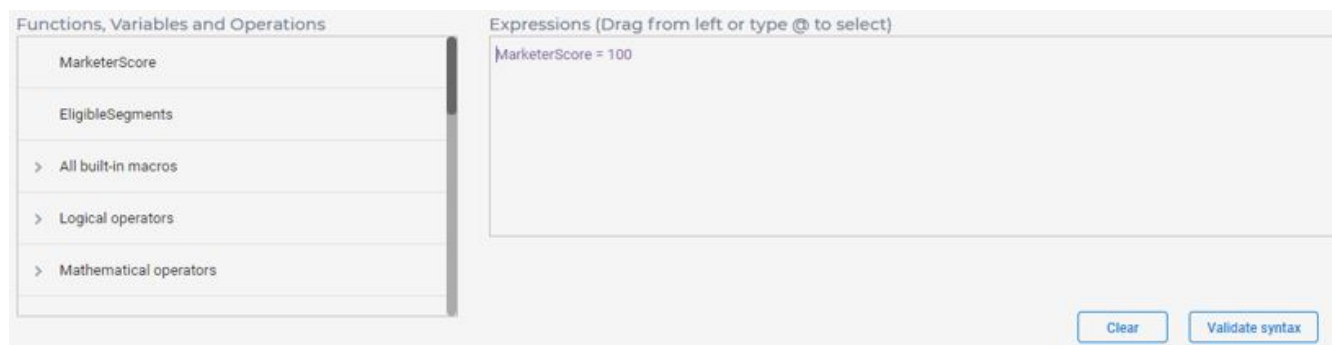 Functions, Variables and Operations
MarketerScore
EligibleSegments
All built-in macros
Logical operators
Mathematical operators
Expressions (Drag from left or type @ to select)
MarketerScore = 100
Clear
Validate syntax